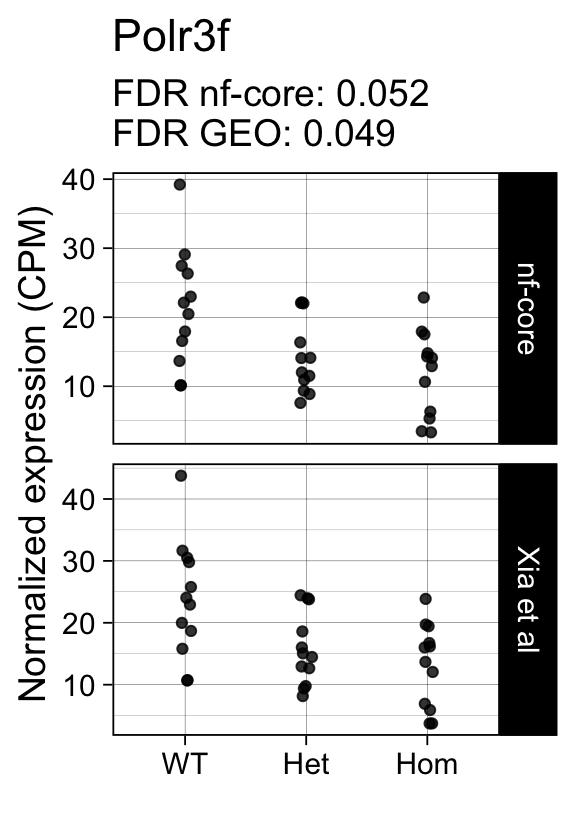 Polr3f
FDR nf-core: 0.052
FDR GEO: 0.049
Normalized expression (CPM)
40
30
20
10
nf-core
40
30
20
10
Xia et al
WT Het Hom